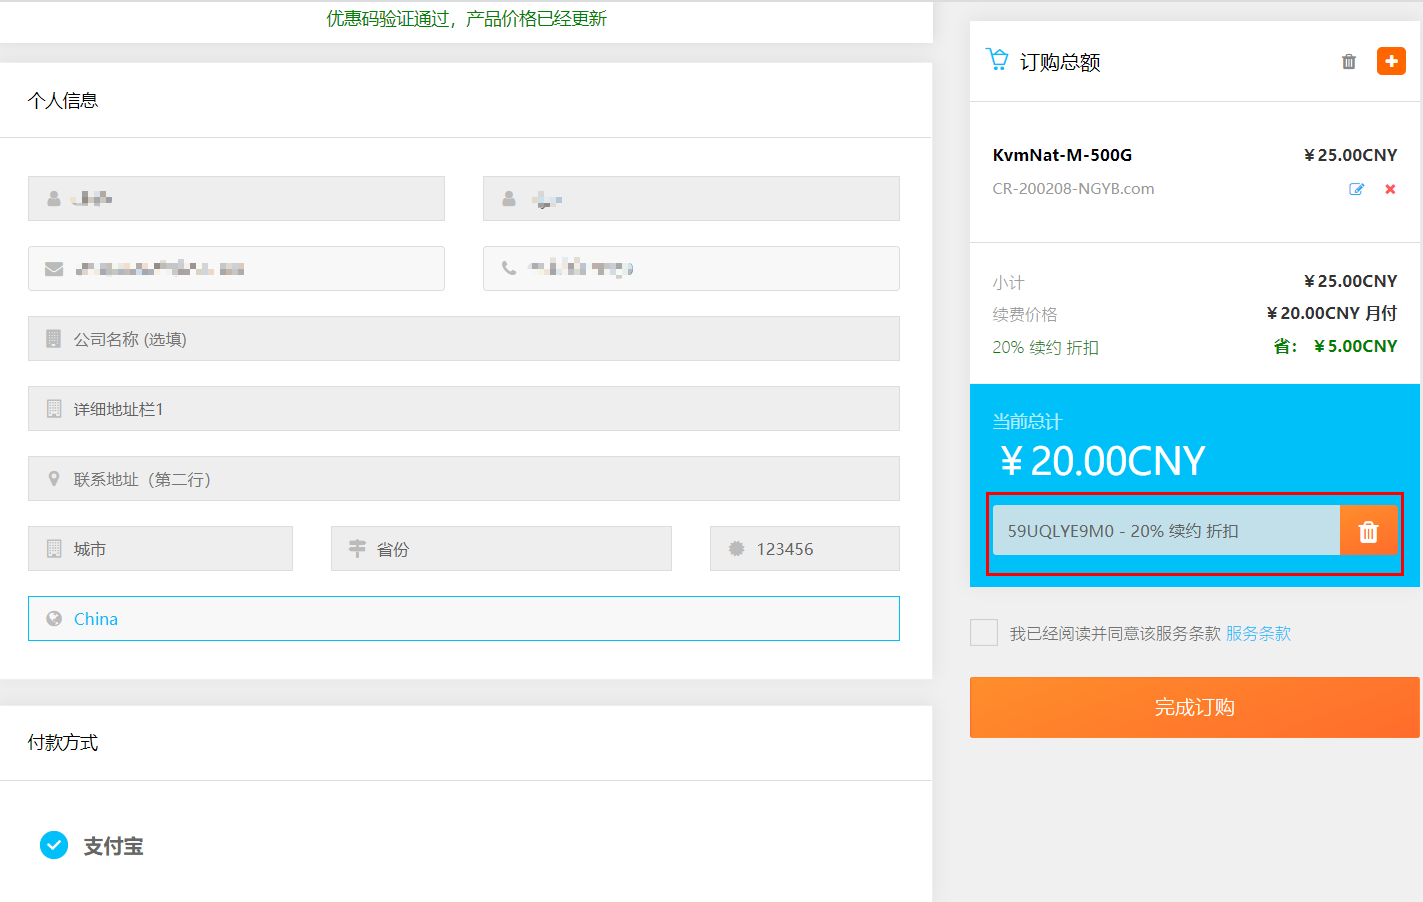 优惠码验证通过，产品价格已经更新
个人信息
公司名称 (选填)
详细地址栏1
联系地址（第二行）
城市
省份
123456
China
付款方式
支付宝
订购总额
KvmNat-M-500G
￥25.00CNY
CR-200208-NGYB.com
小计
￥25.00CNY
续费价格
￥20.00CNY 月付
20% 续约 折扣
省： ￥5.00CNY
当前总计
￥20.00CNY
59UQLYE9M0 - 20% 续约 折扣
我已经阅读并同意该服务条款 服务条款
完成订购